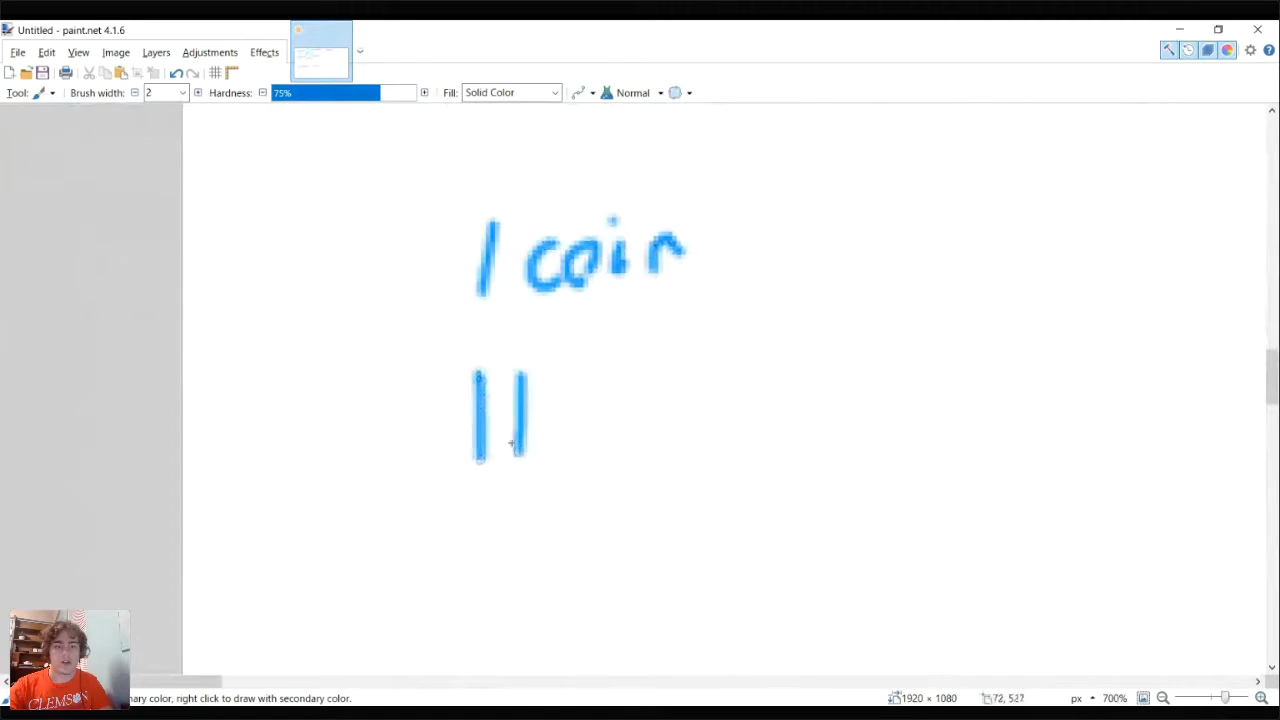 Untitled - paint.net 4.1.6
File Edit View Image Layers Adjustments Effects
Tool: Brush width: 2 Hardness: 75% Fill: Solid Color Normal
1 coin
11
CLEMSON
ary color, right click to draw with secondary color.
1920 × 1080
72, 527
px
700%